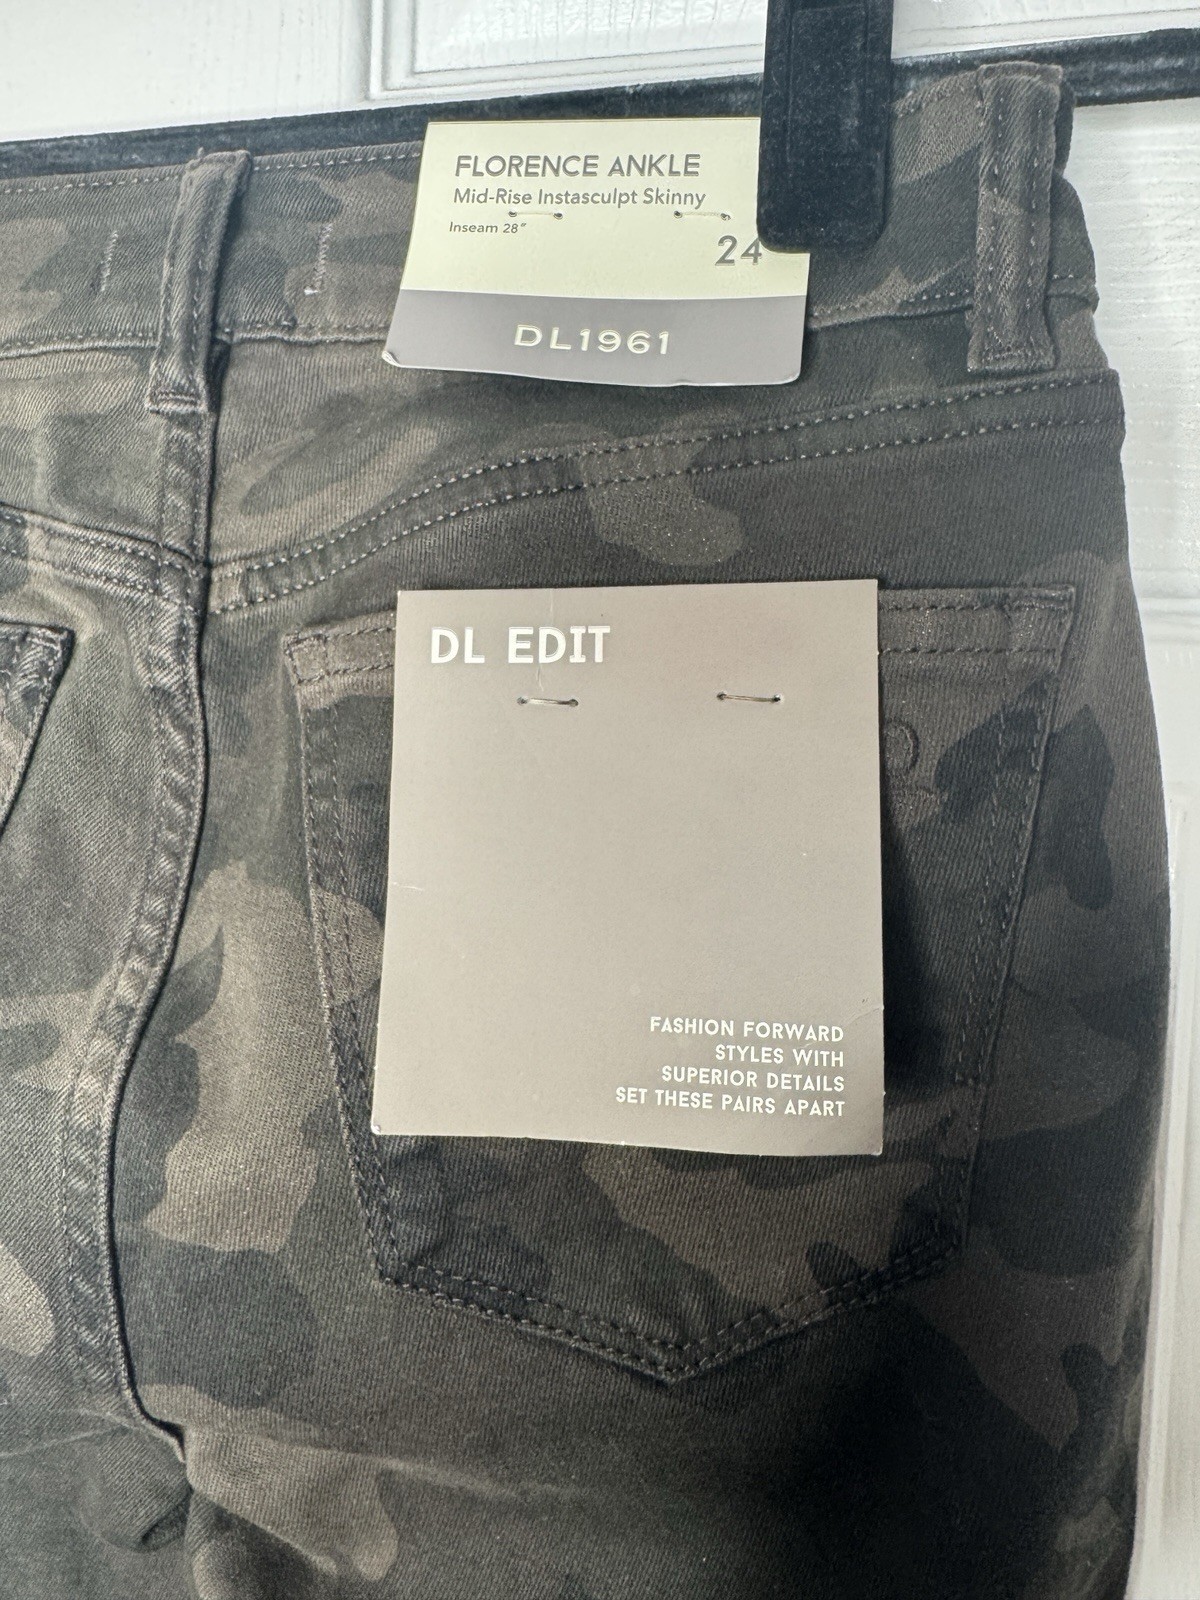 FLORENCE ANKLE
Mid-Rise Instasculpt Skinny
Inseam 28"
24
DL1961
DL EDIT
FASHION FORWARD
STYLES WITH
SUPERIOR DETAILS
SET THESE PAIRS APART